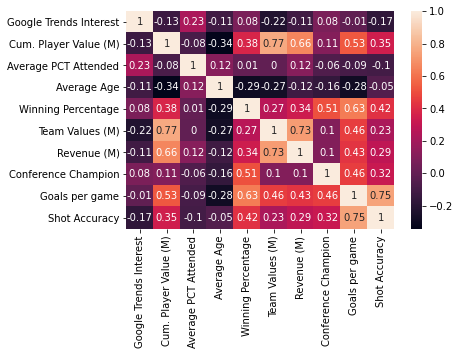 Google Trends Interest 1 -0.13 0.23 -0.11 0.08 -0.22 -0.11 0.08 -0.01 -0.17
Cum. Player Value (M) -0.13 1 -0.08 -0.34 0.38 0.77 0.66 0.11 0.53 0.35
Average PCT Attended 0.23 -0.08 1 0.12 0.01 0 0.12 -0.06 -0.09 -0.1
Average Age -0.11 -0.34 0.12 1 -0.29 -0.27 -0.12 -0.16 -0.28 -0.05
Winning Percentage 0.08 0.38 0.01 -0.29 1 0.27 0.34 0.51 0.63 0.42
Team Values (M) -0.22 0.77 0 -0.27 0.27 1 0.73 0.1 0.46 0.23
Revenue (M) -0.11 0.66 0.12 -0.12 0.34 0.73 1 0.1 0.43 0.29
Conference Champion 0.08 0.11 -0.06 -0.16 0.51 0.1 0.1 1 0.46 0.32
Goals per game -0.01 0.53 -0.09 -0.28 0.63 0.46 0.43 0.46 1 0.75
Shot Accuracy -0.17 0.35 -0.1 -0.05 0.42 0.23 0.29 0.32 0.75 1
Google Trends Interest
Cum. Player Value (M)
Average PCT Attended
Average Age
Winning Percentage
Team Values (M)
Revenue (M)
Conference Champion
Goals per game
Shot Accuracy
1.0
0.8
0.6
0.4
0.2
0.0
−0.2